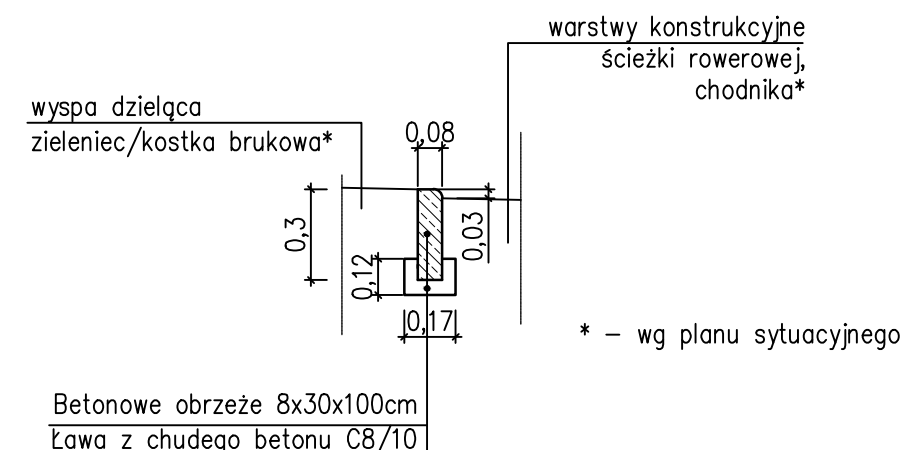 warstwy konstrukcyjne
ścieżki rowerowej,
chodnika*
wyspa dzieląca
zieleniec/kostka brukowa*
0,08
0,3
0,03
0,12
0,17
* – wg planu sytuacyjnego
Betonowe obrzeże 8x30x100cm
Ława z chudego betonu C8/10